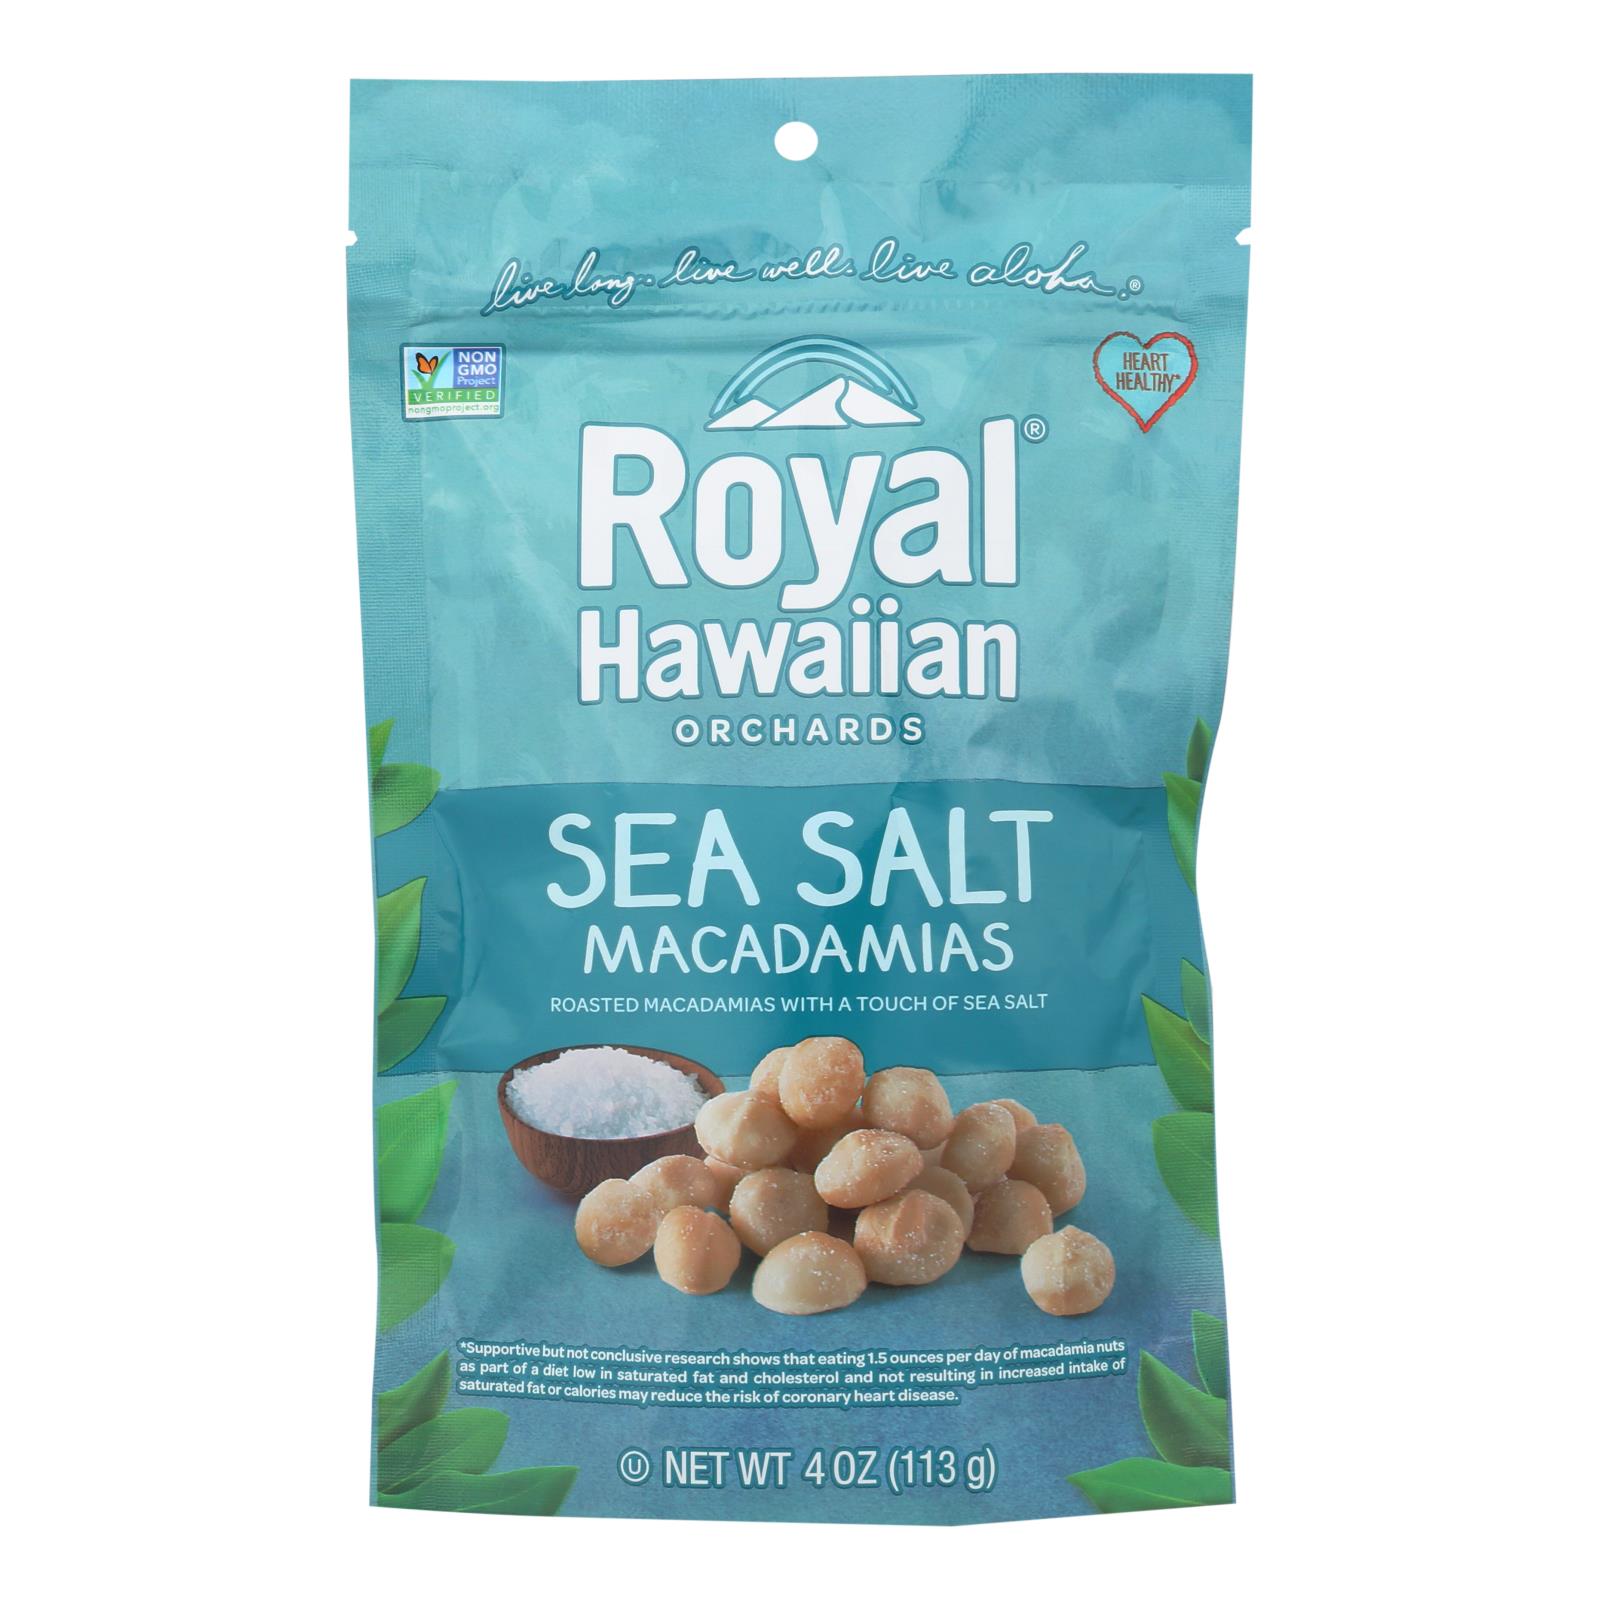 live long.. live well. live aloha.®
NON
GMO
Project
VERIFIED
nongmoproject.org
HEART
HEALTHY*
Royal®
Hawaiian
ORCHARDS
SEA SALT
MACADAMIAS
ROASTED MACADAMIAS WITH A TOUCH OF SEA SALT
*Supportive but not conclusive research shows that eating 1.5 ounces per day of macadamia nuts
as part of a diet low in saturated fat and cholesterol and not resulting in increased intake of
saturated fat or calories may reduce the risk of coronary heart disease.
U NET WT 4 OZ (113 g)